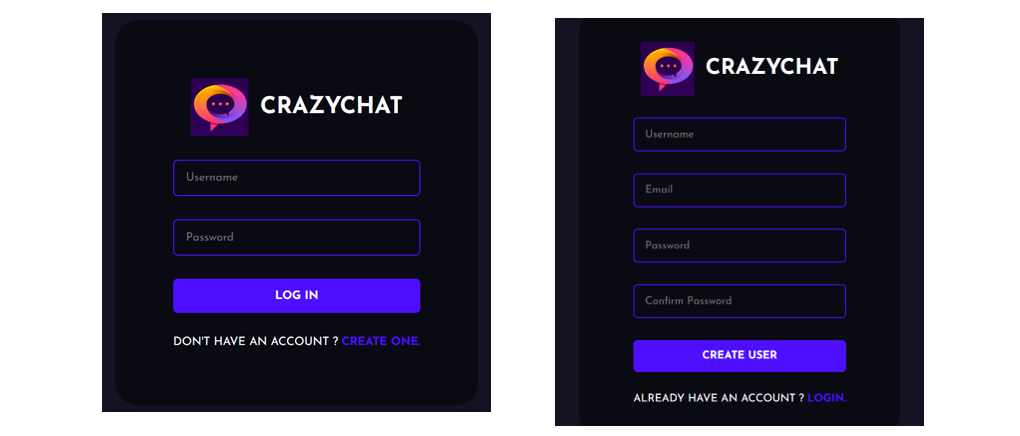 CRAZYCHAT
Username
Password
LOG IN
DON'T HAVE AN ACCOUNT ? CREATE ONE.
CRAZYCHAT
Username
Email
Password
Confirm Password
CREATE USER
ALREADY HAVE AN ACCOUNT ? LOGIN.